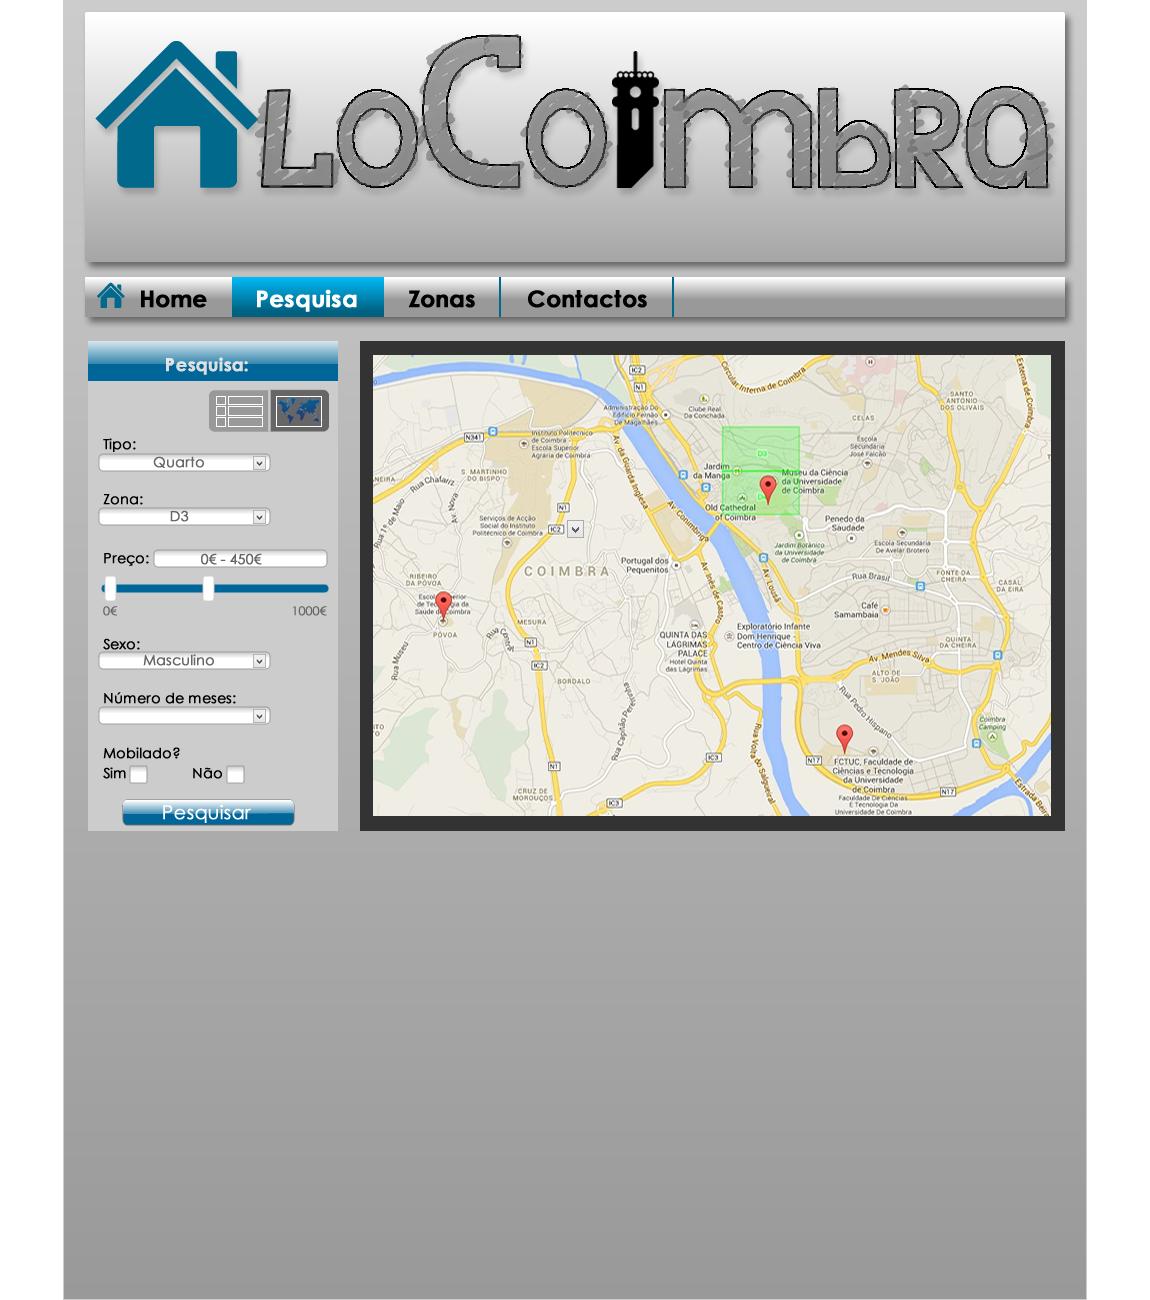 LoCoimbra
Home
Pesquisa
Zonas
Contactos
Pesquisa:
Tipo:
Quarto
Zona:
D3
Preço:
0€ - 450€
0€
1000€
Sexo:
Masculino
Número de meses:
Mobilado?
Sim
Não
Pesquisar
IC2
N1
Circular Interna de Coimbra
H
Externa de Coimbra
Administração Do
Edifício Fernão
De Magalhães
Clube Real
Da Conchada
SANTO
ANTONIO
DOS OLIVAIS
CELAS
N341
Instituto Politécnico
de Coimbra -
Escola Superior
Agraria de Coimbra
Av. da Guarda Inglesa
Escola
Secundária
José Falcão
D3
S. MARTINHO
DO BISPO
Jardim
da Manga
Museu da Ciência
da Universidade
de Coimbra
ANEIRA
Rua Chafariz
Av. Nova
Rua 1º de Maio
N1
IC2
Serviços de Acção
Social do Instituto
Politécnico de Coimbra
Old Cathedral
of Coimbra
Av. Conimbriga
Penedo da
Saudade
Jardim Botânico
da Universidade
de Coimbra
Escola Secundária
De Avelar Brotero
COIMBRA
Portugal dos
Pequenitos
Av. Inês de Castro
Av. Lousã
Rua Brasil
FONTE DA
CHEIRA
CASAL
DA EIRA
RIBEIRO
DA PÓVOA
Escola Superior
de Tecnologia da
Saúde de Coimbra
PÓVOA
MESURA
Café
Samambaia
Exploratório Infante
Dom Henrique -
Centro de Ciência Viva
QUINTA DAS
LÁGRIMAS
PALACE
Hotel Quinta
das Lágrimas
QUINTA
DA CHEIRA
N1
IC2
Rua Museu
BORDALO
Av. Mendes Silva
ALTO DE
S. JOÃO
Rua Capitão Pereirinha
Rua Pedro Hispano
Rua Volta do Salgueiral
Coimbra
Camping
IC3
N17
FCTUC, Faculdade de
Ciências e Tecnologia
da Universidade
de Coimbra
Faculdade De Ciências
E Tecnologia Da
Universidade De Coimbra
N1
CRUZ DE
MOROUÇOS
IC3
N17
Estrada Beira